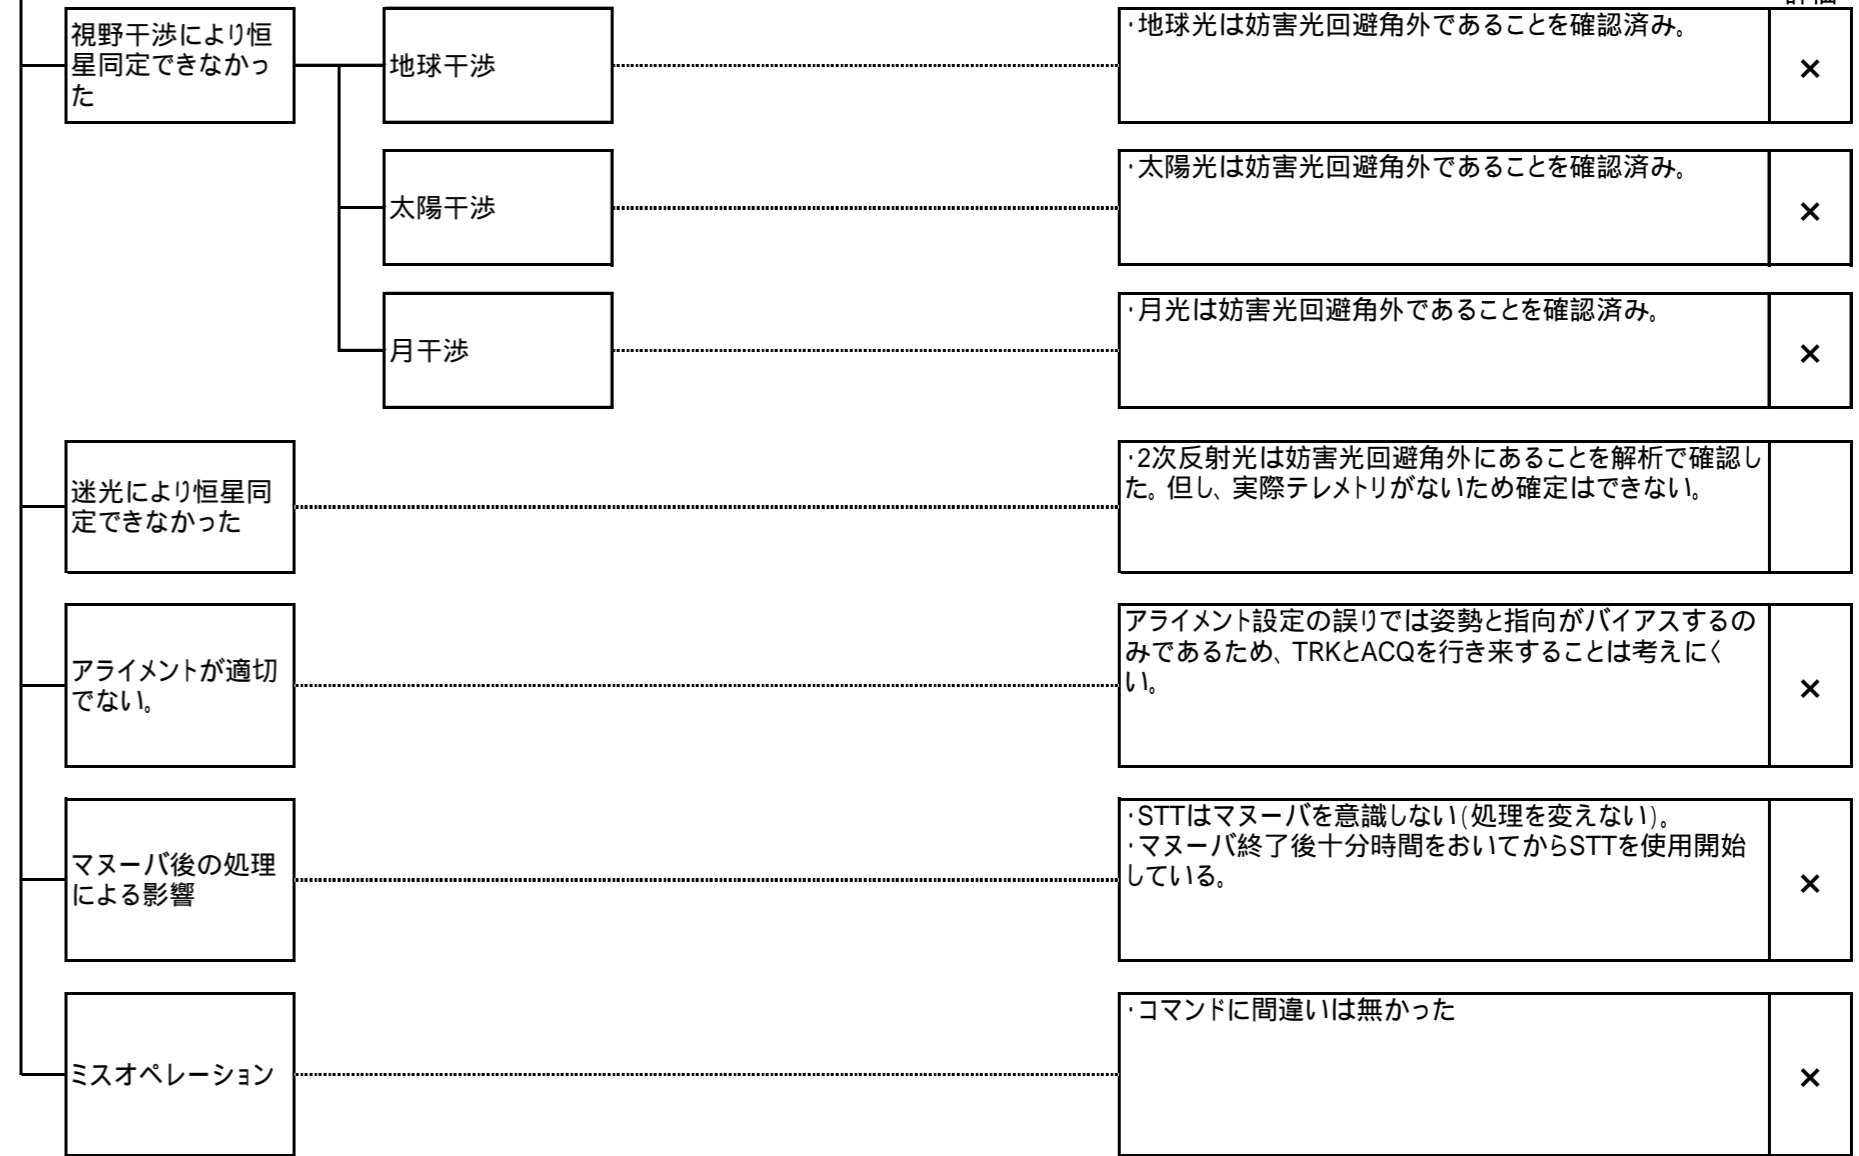 視野干渉により恒
星同定できなかっ
た
地球干渉
・地球光は妨害光回避角外であることを確認済み。
×
太陽干渉
・太陽光は妨害光回避角外であることを確認済み。
×
月干渉
・月光は妨害光回避角外であることを確認済み。
×
迷光により恒星同
定できなかった
・2次反射光は妨害光回避角外にあることを解析で確認し
た。但し、実際テレメトリがないため確定はできない。
アライメントが適切
でない。
アライメント設定の誤りでは姿勢と指向がバイアスするの
みであるため、TRKとACQを行き来することは考えにく
い。
×
マヌーバ後の処理
による影響
・STTはマヌーバを意識しない(処理を変えない)。
・マヌーバ終了後十分時間をおいてからSTTを使用開始
している。
×
ミスオペレーション
・コマンドに間違いは無かった
×